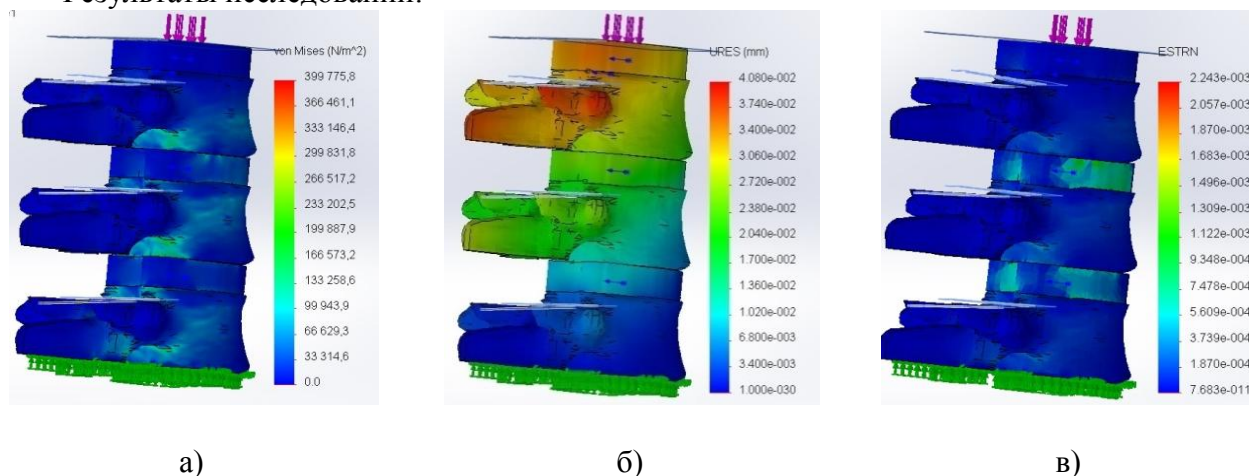 Результаты исследований:
von Mises (N/m^2)
399 775,8
366 461,1
333 146,4
299 831,8
266 517,2
233 202,5
199 887,9
166 573,2
133 258,6
99 943,9
66 629,3
33 314,6
0.0
URES (mm)
4.080e-002
3.740e-002
3.400e-002
3.060e-002
2.720e-002
2.380e-002
2.040e-002
1.700e-002
1.360e-002
1.020e-002
6.800e-003
3.400e-003
1.000e-030
ESTRN
2.243e-003
2.057e-003
1.870e-003
1.683e-003
1.496e-003
1.309e-003
1.122e-003
9.348e-004
7.478e-004
5.609e-004
3.739e-004
1.870e-004
7.683e-011
а)
б)
в)